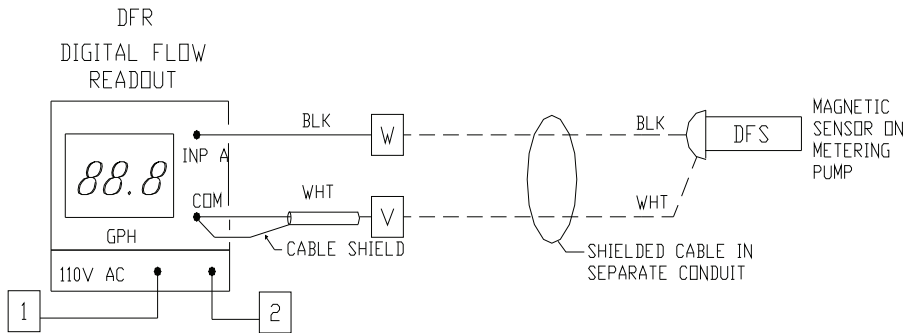 DFR
DIGITAL FLOW
READOUT
BLK
W
BLK
DFS
MAGNETIC
SENSOR ON
METERING
PUMP
INP A
88.8
COM
WHT
V
WHT
GPH
CABLE SHIELD
SHIELDED CABLE IN
SEPARATE CONDUIT
110V AC
1
2